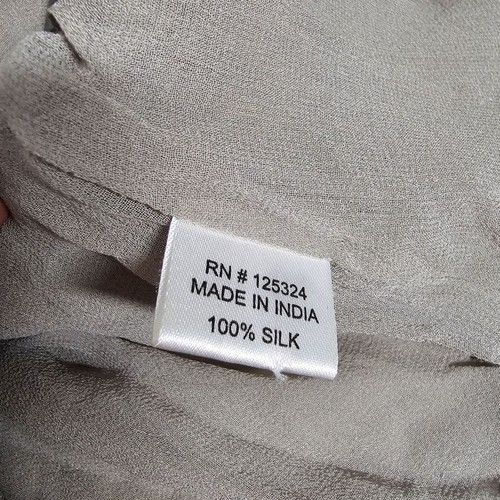 RN # 125324
MADE IN INDIA
100% SILK